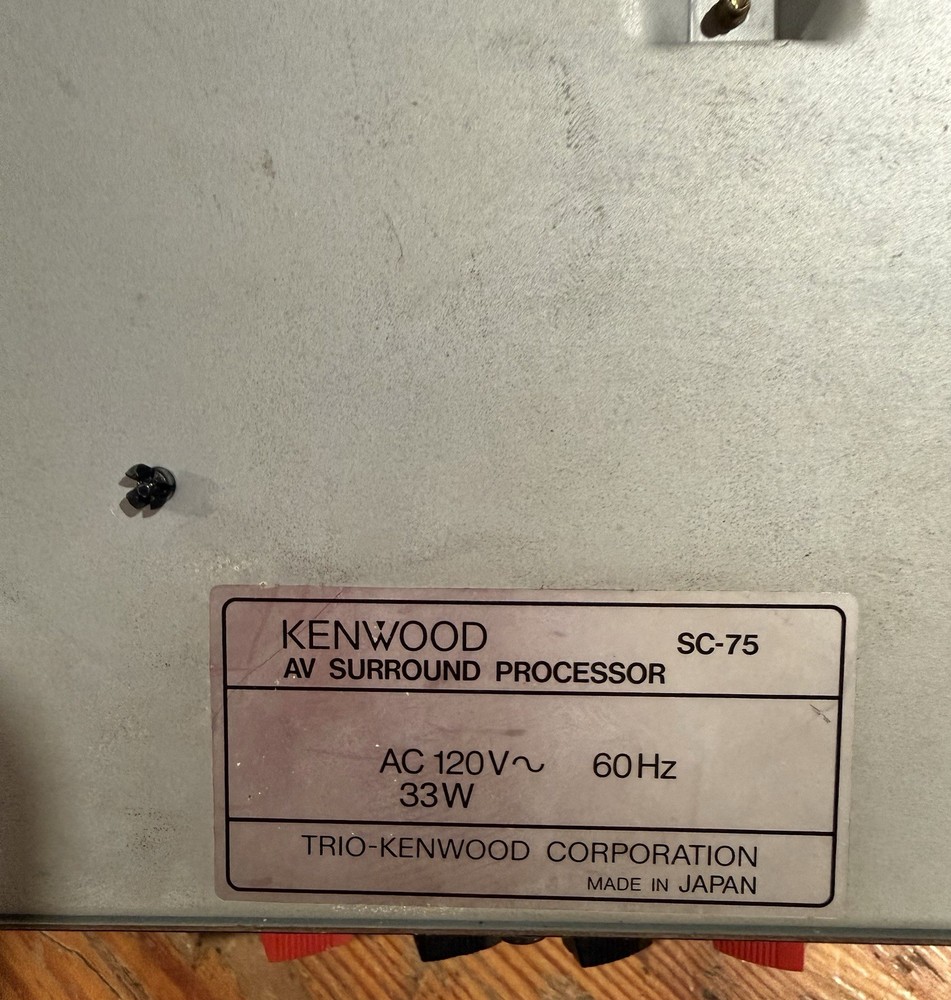 KENWOOD SC-75
AV SURROUND PROCESSOR
AC 120V~ 60Hz
33W
TRIO-KENWOOD CORPORATION
MADE IN JAPAN